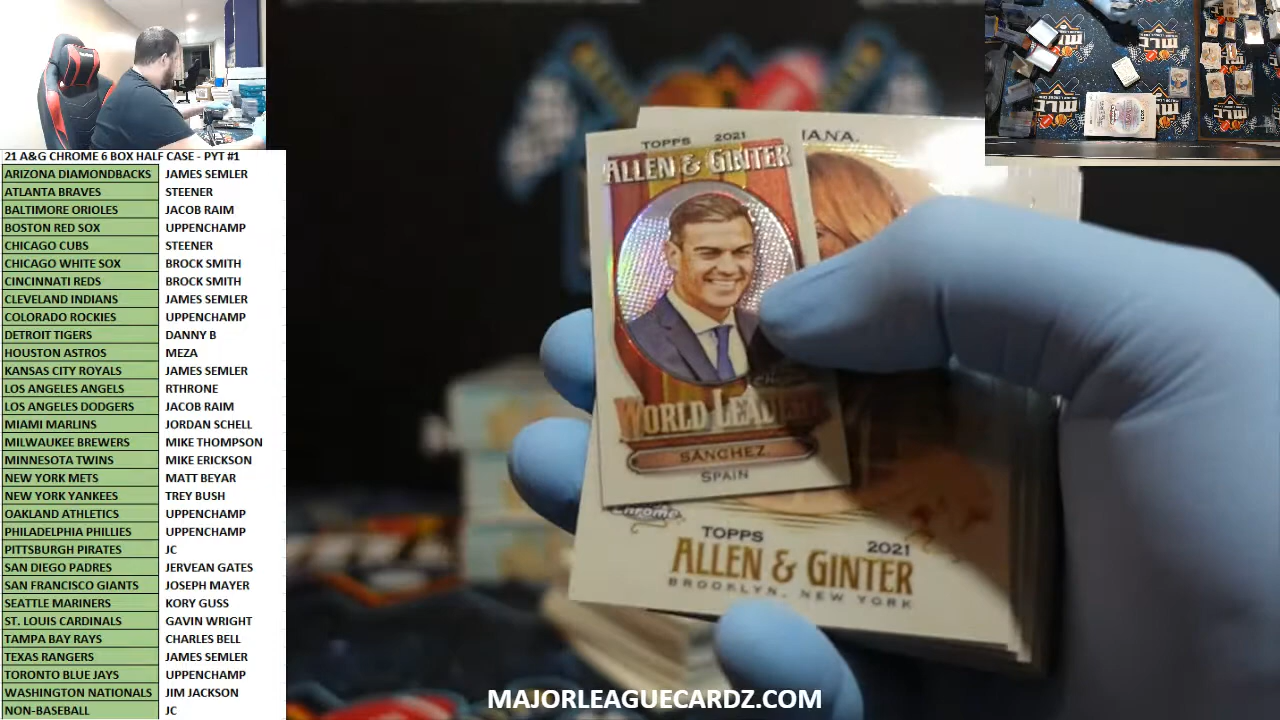 21 A&G CHROME 6 BOX HALF CASE - PYT #1
ARIZONA DIAMONDBACKS JAMES SEMLER
ATLANTA BRAVES STEENER
BALTIMORE ORIOLES JACOB RAIM
BOSTON RED SOX UPPENCHAMP
CHICAGO CUBS STEENER
CHICAGO WHITE SOX BROCK SMITH
CINCINNATI REDS BROCK SMITH
CLEVELAND INDIANS JAMES SEMLER
COLORADO ROCKIES UPPENCHAMP
DETROIT TIGERS DANNY B
HOUSTON ASTROS MEZA
KANSAS CITY ROYALS JAMES SEMLER
LOS ANGELES ANGELS RTHRONE
LOS ANGELES DODGERS JACOB RAIM
MIAMI MARLINS JORDAN SCHELL
MILWAUKEE BREWERS MIKE THOMPSON
MINNESOTA TWINS MIKE ERICKSON
NEW YORK METS MATT BEYAR
NEW YORK YANKEES TREY BUSH
OAKLAND ATHLETICS UPPENCHAMP
PHILADELPHIA PHILLIES UPPENCHAMP
PITTSBURGH PIRATES JC
SAN DIEGO PADRES JERVEAN GATES
SAN FRANCISCO GIANTS JOSEPH MAYER
SEATTLE MARINERS KORY GUSS
ST. LOUIS CARDINALS GAVIN WRIGHT
TAMPA BAY RAYS CHARLES BELL
TEXAS RANGERS JAMES SEMLER
TORONTO BLUE JAYS UPPENCHAMP
WASHINGTON NATIONALS JIM JACKSON
NON-BASEBALL JC
TOPPS 2021
ALLEN & GINTER
WORLD LEADE
SÁNCHEZ
SPAIN
IANA.
Chrome
TOPPS 2021
ALLEN & GINTER
BROOKLYN, NEW YORK
MLC
MLC
MLC
MAJORLEAGUECARDZ.COM